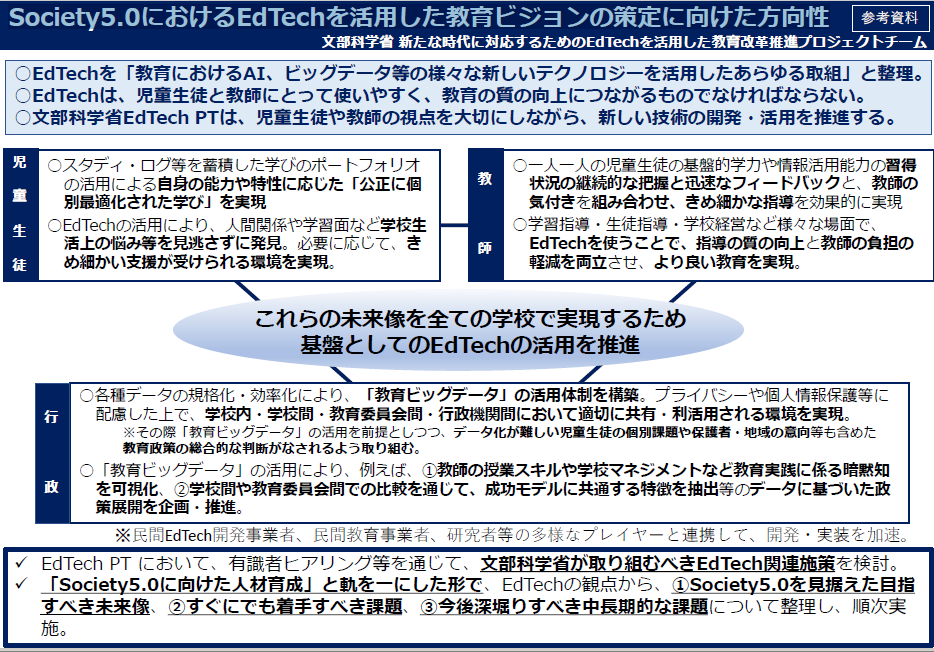 Society5.0におけるEdTechを活用した教育ビジョンの策定に向けた方向性
参考資料
文部科学省 新たな時代に対応するためのEdTechを活用した教育改革推進プロジェクトチーム
○EdTechを「教育におけるAI、ビッグデータ等の様々な新しいテクノロジーを活用したあらゆる取組」と整理。
○EdTechは、児童生徒と教師にとって使いやすく、教育の質の向上につながるものでなければならない。
○文部科学省EdTech PTは、児童生徒や教師の視点を大切にしながら、新しい技術の開発・活用を推進する。
児童生徒
○スタディ・ログ等を蓄積した学びのポートフォリオ
の活用による自身の能力や特性に応じた「公正に個
別最適化された学び」を実現
○EdTechの活用により、人間関係や学習面など学校生
活上の悩み等を見逃さずに発見。必要に応じて、き
め細かい支援が受けられる環境を実現。
教師
○一人一人の児童生徒の基盤的学力や情報活用能力の習得
状況の継続的な把握と迅速なフィードバックと、教師の
気付きを組み合わせ、きめ細かな指導を効果的に実現
○学習指導・生徒指導・学校経営など様々な場面で、
EdTechを使うことで、指導の質の向上と教師の負担の
軽減を両立させ、より良い教育を実現。
これらの未来像を全ての学校で実現するため
基盤としてのEdTechの活用を推進
行政
○各種データの規格化・効率化により、「教育ビッグデータ」の活用体制を構築。プライバシーや個人情報保護等に
配慮した上で、学校内・学校間・教育委員会間・行政機関間において適切に共有・利活用される環境を実現。
※その際「教育ビッグデータ」の活用を前提としつつ、データ化が難しい児童生徒の個別課題や保護者・地域の意向等も含めた
教育政策の総合的な判断がなされるよう取り組む。
○「教育ビッグデータ」の活用により、例えば、①教師の授業スキルや学校マネジメントなど教育実践に係る暗黙知
を可視化、②学校間や教育委員会間での比較を通じて、成功モデルに共通する特徴を抽出等のデータに基づいた政
策展開を企画・推進。
※民間EdTech開発事業者、民間教育事業者、研究者等の多様なプレイヤーと連携して、開発・実装を加速。
✓ EdTech PT において、有識者ヒアリング等を通じて、文部科学省が取り組むべきEdTech関連施策を検討。
✓ 「Society5.0に向けた人材育成」と軌を一にした形で、EdTechの観点から、①Society5.0を見据えた目指
すべき未来像、②すぐにでも着手すべき課題、③今後深堀りすべき中長期的な課題について整理し、順次実
施。